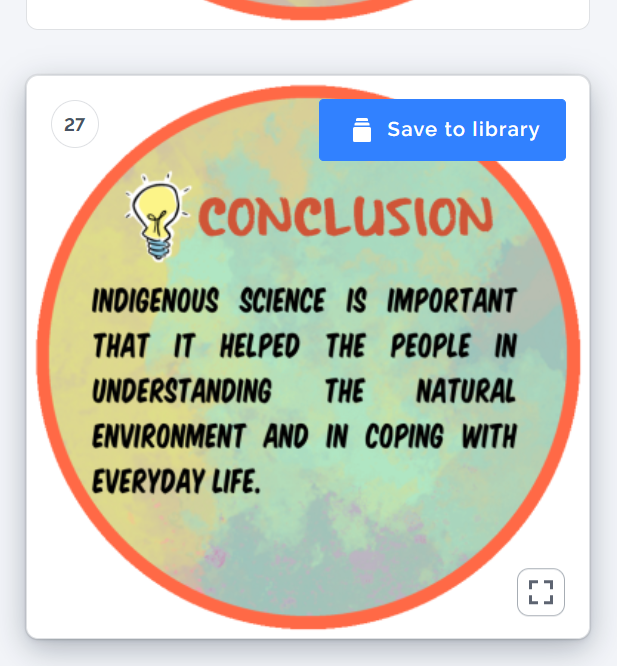 27
Save to library
CONCLUSION
INDIGENOUS SCIENCE IS IMPORTANT
THAT IT HELPED THE PEOPLE IN
UNDERSTANDING THE NATURAL
ENVIRONMENT AND IN COPING WITH
EVERYDAY LIFE.